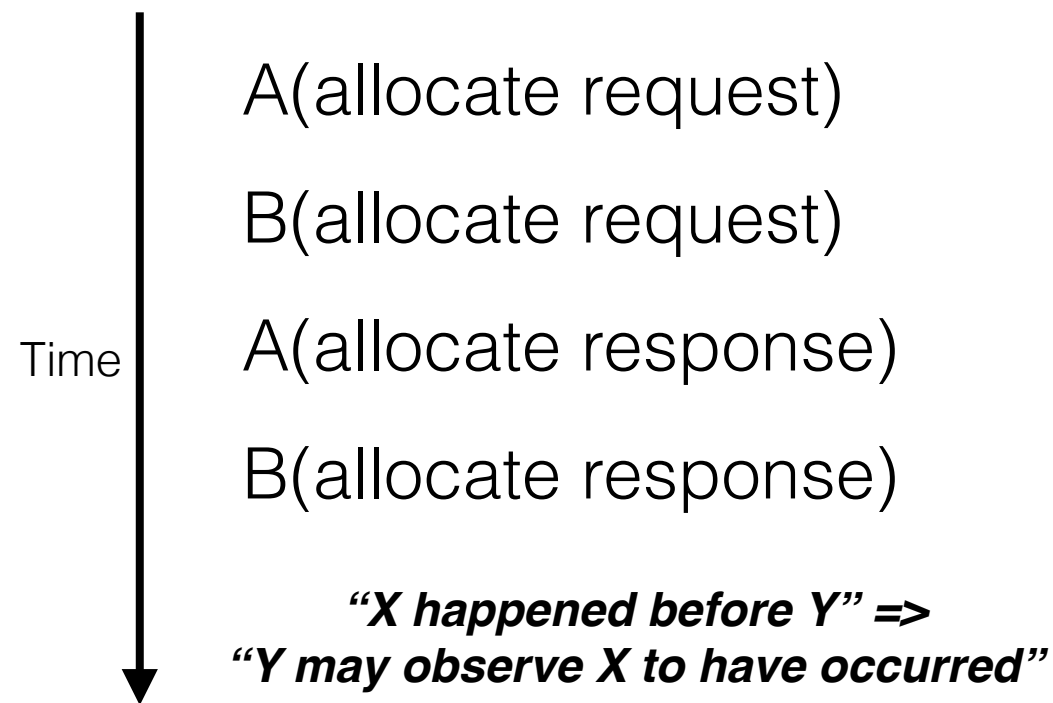 A(allocate request)
B(allocate request)
Time
A(allocate response)
B(allocate response)
“X happened before Y” =>
“Y may observe X to have occurred”